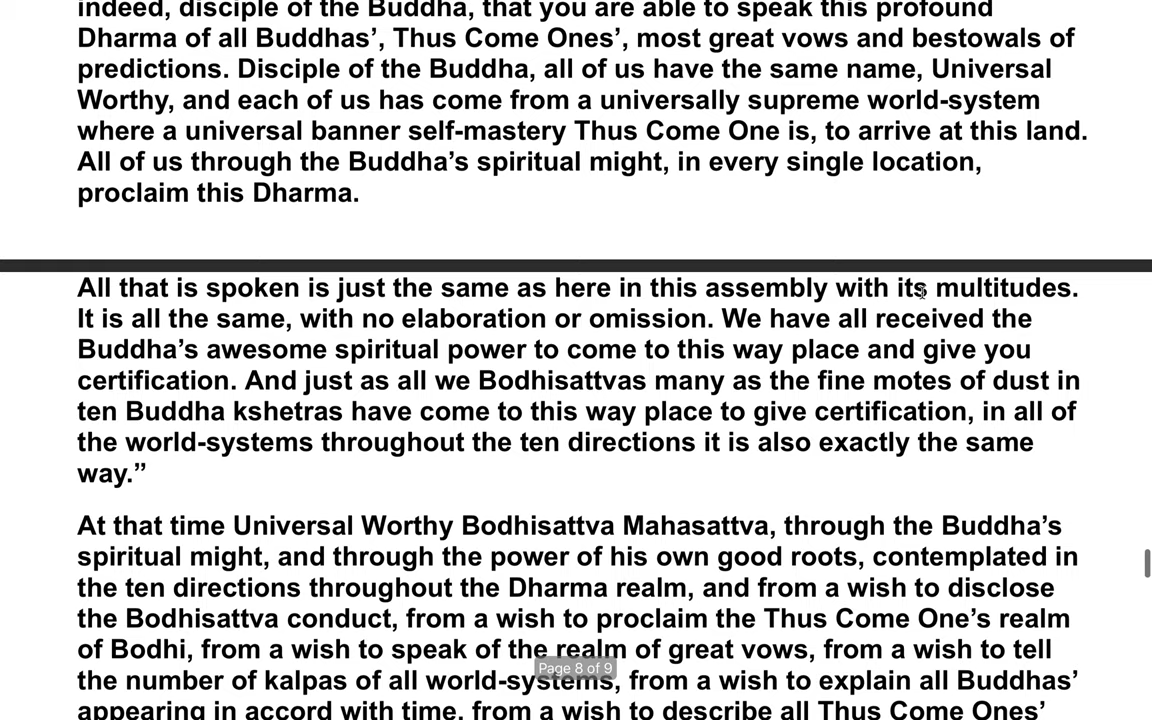 indeed, disciple of the Buddha, that you are able to speak this profound
Dharma of all Buddhas’, Thus Come Ones’, most great vows and bestowals of
predictions. Disciple of the Buddha, all of us have the same name, Universal
Worthy, and each of us has come from a universally supreme world-system
where a universal banner self-mastery Thus Come One is, to arrive at this land.
All of us through the Buddha’s spiritual might, in every single location,
proclaim this Dharma.
All that is spoken is just the same as here in this assembly with its multitudes.
It is all the same, with no elaboration or omission. We have all received the
Buddha’s awesome spiritual power to come to this way place and give you
certification. And just as all we Bodhisattvas many as the fine motes of dust in
ten Buddha kshetras have come to this way place to give certification, in all of
the world-systems throughout the ten directions it is also exactly the same
way.”
At that time Universal Worthy Bodhisattva Mahasattva, through the Buddha’s
spiritual might, and through the power of his own good roots, contemplated in
the ten directions throughout the Dharma realm, and from a wish to disclose
the Bodhisattva conduct, from a wish to proclaim the Thus Come One’s realm
of Bodhi, from a wish to speak of the realm of great vows, from a wish to tell
Page 8 of 9
the number of kalpas of all world-systems, from a wish to explain all Buddhas’
appearing in accord with time, from a wish to describe all Thus Come Ones’